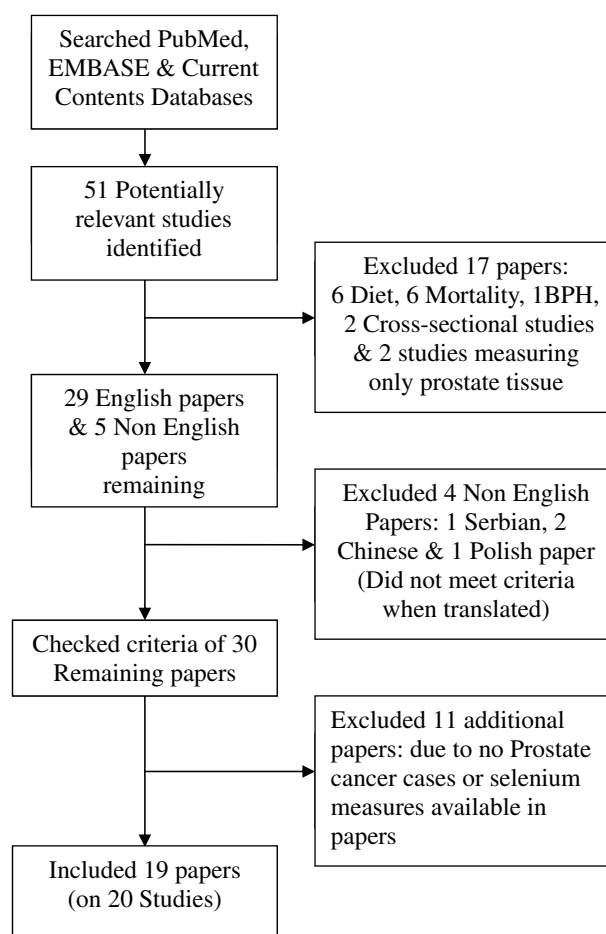 Searched PubMed,
EMBASE & Current
Contents Databases
51 Potentially
relevant studies
identified
Excluded 17 papers:
6 Diet, 6 Mortality, 1BPH,
2 Cross-sectional studies
& 2 studies measuring
only prostate tissue
29 English papers
& 5 Non English
papers
remaining
Excluded 4 Non English
Papers: 1 Serbian, 2
Chinese & 1 Polish paper
(Did not meet criteria
when translated)
Checked criteria of 30
Remaining papers
Excluded 11 additional
papers: due to no Prostate
cancer cases or selenium
measures available in
papers
Included 19 papers
(on 20 Studies)